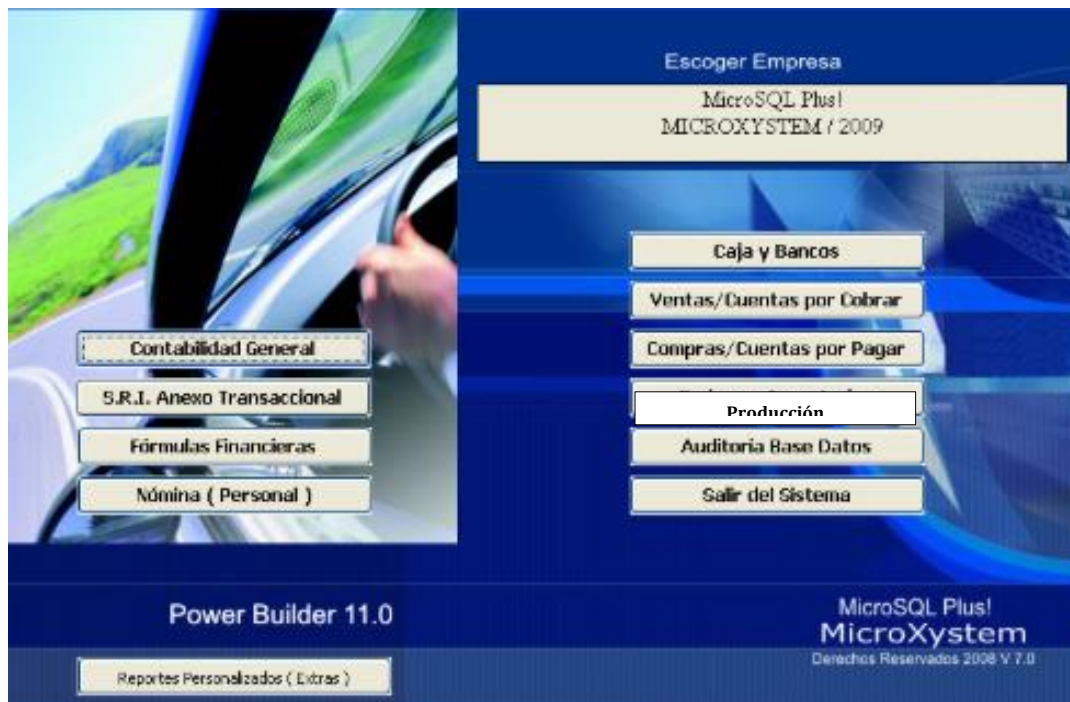 Escoger Empresa
MicroSQL Plus!
MICROXYSTEM / 2009
Caja y Bancos
Ventas/Cuentas por Cobrar
Contabilidad General
Compras/Cuentas por Pagar
S.R.I. Anexo Transaccional
Producción
Fórmulas Financieras
Auditoria Base Datos
Nómina ( Personal )
Salir del Sistema
Power Builder 11.0
MicroSQL Plus!
MicroXystem
Derechos Reservados 2008 V 7.0
Reportes Personalizados ( Extras )